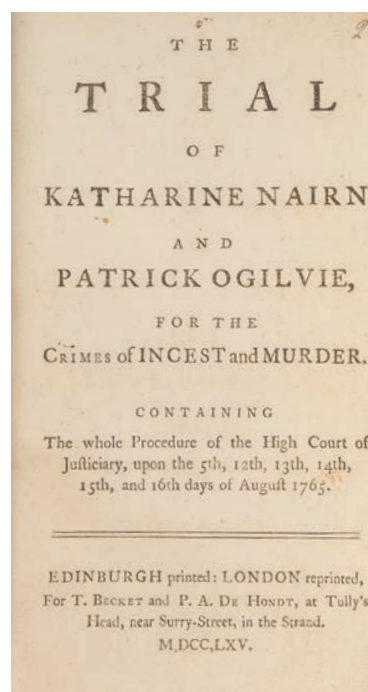 2
THE
TRIAL
OF
KATHARINE NAIRN
AND
PATRICK OGILVIE,
FOR THE
CRIMES of INCEST and MURDER.
CONTAINING
The whole Procedure of the High Court of
Juſticiary, upon the 5th, 12th, 13th, 14th,
15th, and 16th days of Auguſt 1765.
EDINBURGH printed: LONDON reprinted,
For T. BECKET and P. A. DE HONDT, at Tully's
Head, near Surry-Street, in the Strand.
M,DCC,LXV.